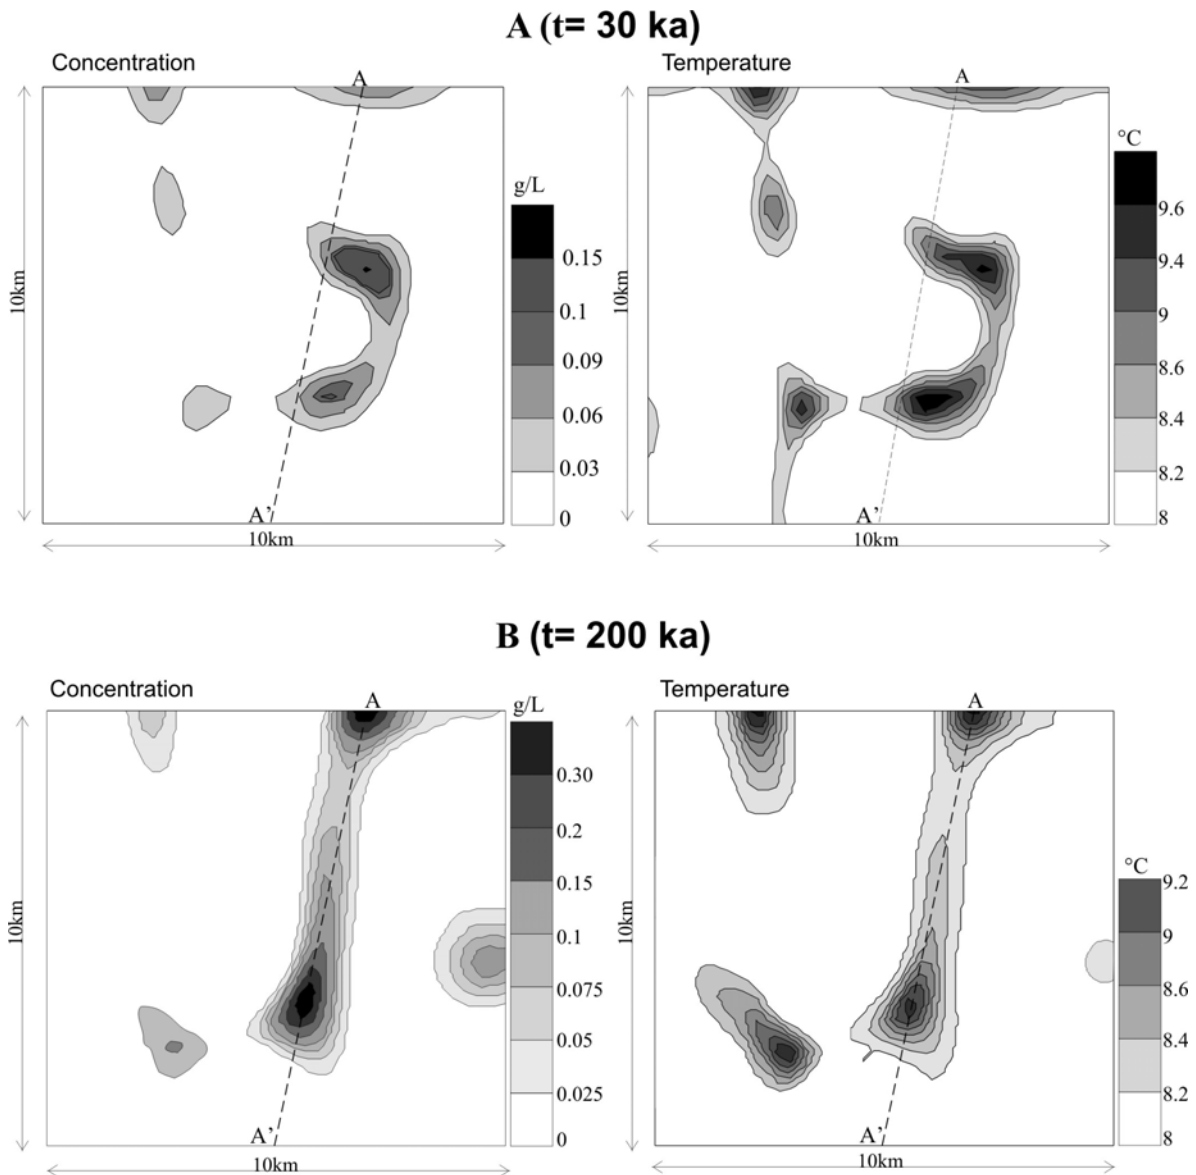 A (t= 30 ka)
Concentration
A
10km
A'
10km
g/L
0.15
0.1
0.09
0.06
0.03
0
Temperature
A
10km
A'
10km
°C
9.6
9.4
9
8.6
8.4
8.2
8
B (t= 200 ka)
Concentration
A
10km
A'
10km
g/L
0.30
0.2
0.15
0.1
0.075
0.05
0.025
0
Temperature
A
10km
A'
10km
°C
9.2
9
8.6
8.4
8.2
8